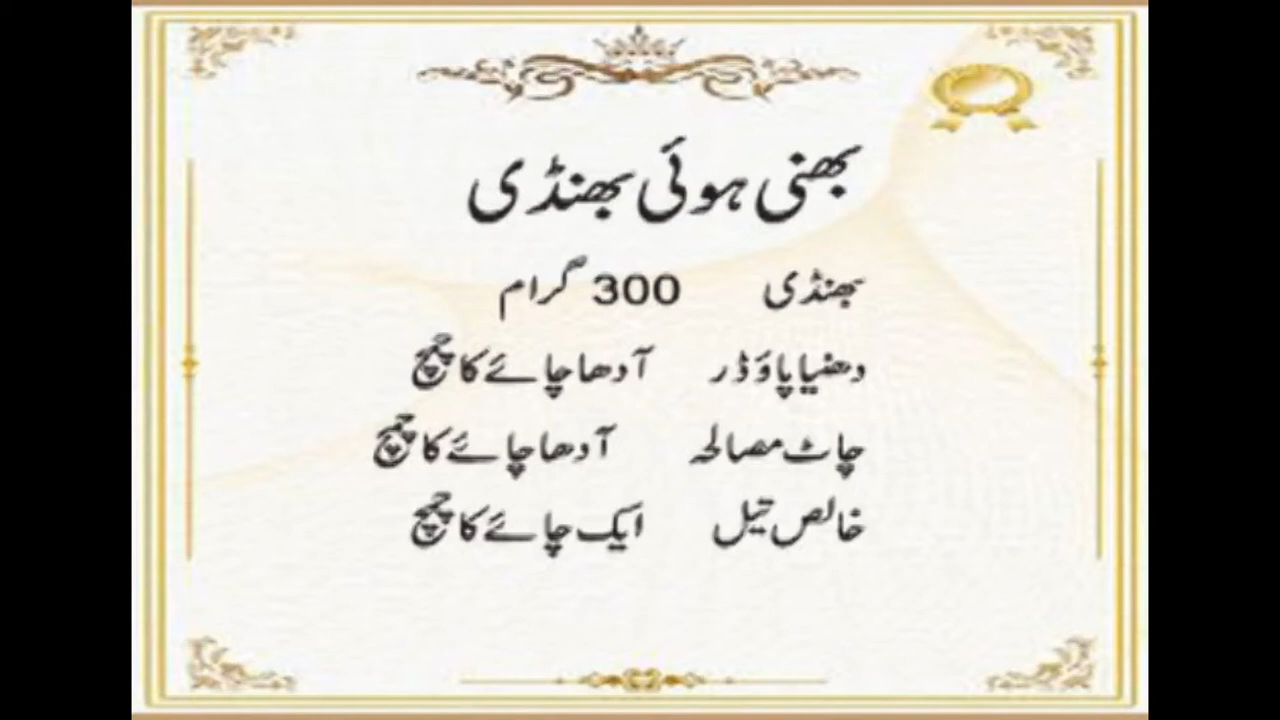 بھنی ہوئی بھنڈی
بھنڈی 300 گرام
دھنیا پاؤڈر آدھا چائے کا چمچ
چاٹ مصالحہ آدھا چائے کا چمچ
خالص تیل ایک چائے کا چمچ